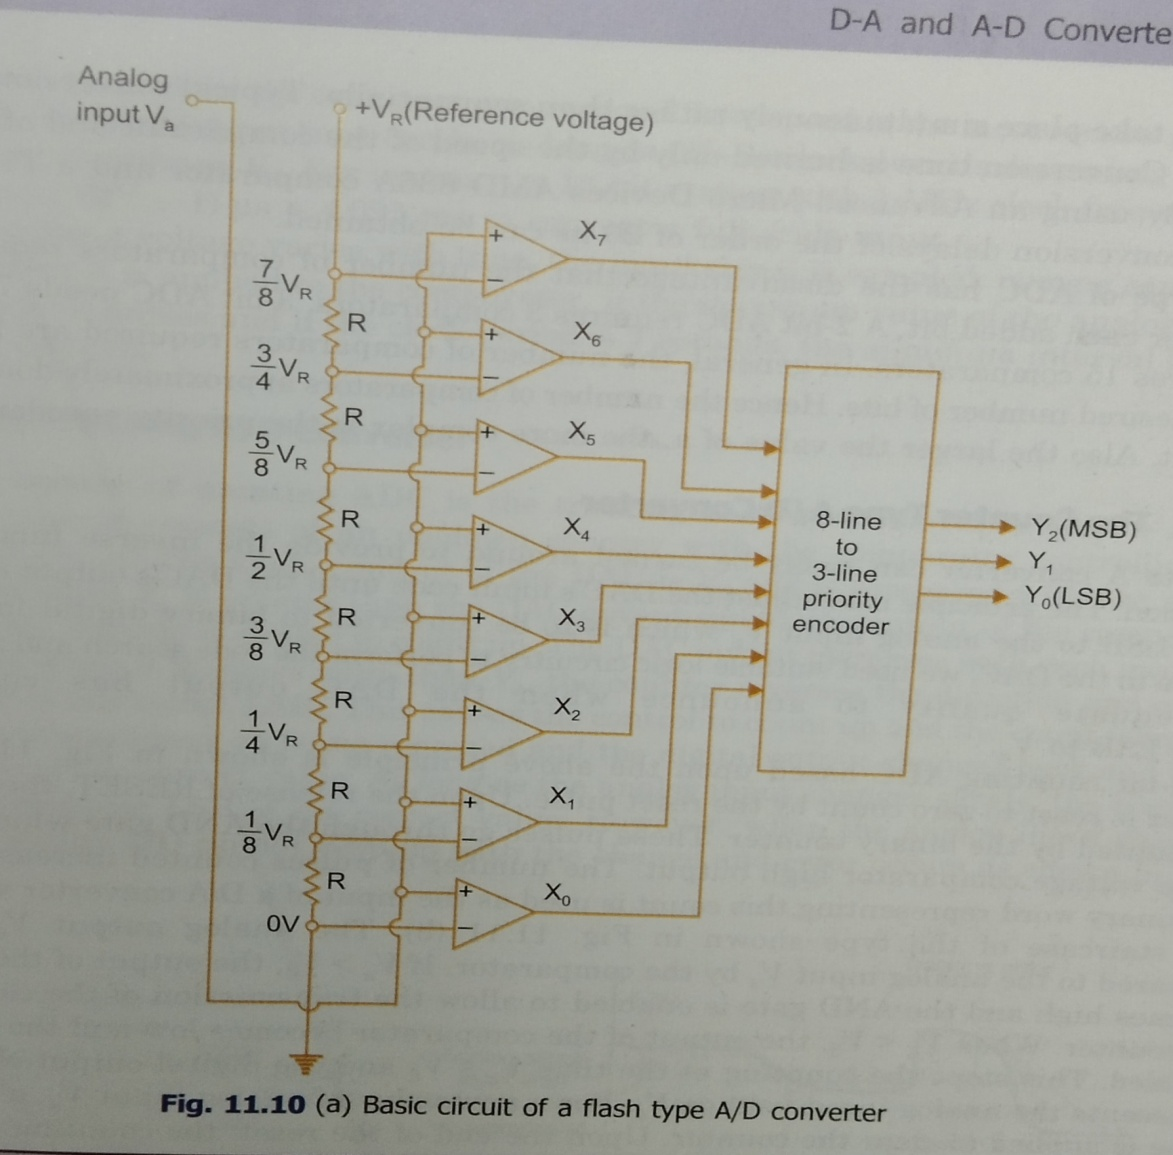 D-A and A-D Converte
Analog
input Va
+VR(Reference voltage)
X7
7/8 VR
R
X6
3/4 VR
R
X5
5/8 VR
R
X4
1/2 VR
R
X3
3/8 VR
R
X2
1/4 VR
R
X1
1/8 VR
R
X0
0V
8-line
to
3-line
priority
encoder
Y2(MSB)
Y1
Y0(LSB)
Fig. 11.10 (a) Basic circuit of a flash type A/D converter